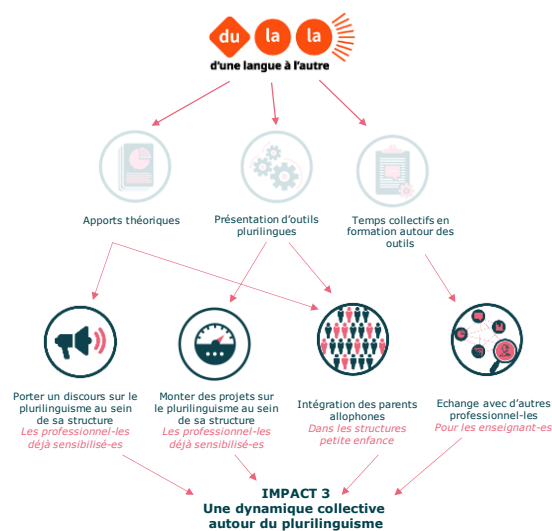 du la la
d'une langue à l'autre
Apports théoriques
Présentation d'outils
plurilingues
Temps collectifs en
formation autour des
outils
Porter un discours sur le
plurilinguisme au sein
de sa structure
Les professionnel-les
déjà sensibilisé-es
Monter des projets sur
le plurilinguisme au sein
de sa structure
Les professionnel-les
déjà sensibilisé-es
Intégration des parents
allophones
Dans les structures
petite enfance
Echange avec d'autres
professionnel-les
Pour les enseignant-es
IMPACT 3
Une dynamique collective
autour du plurilinguisme